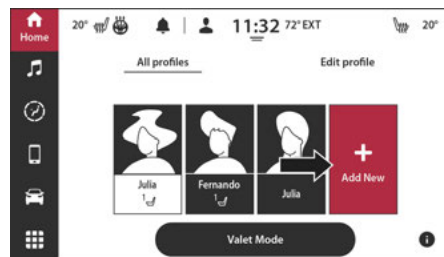 Home
20°
11:32 72°EXT
20°
All profiles
Edit profile
Julia
1
Fernando
1
Julia
+
Add New
Valet Mode
i